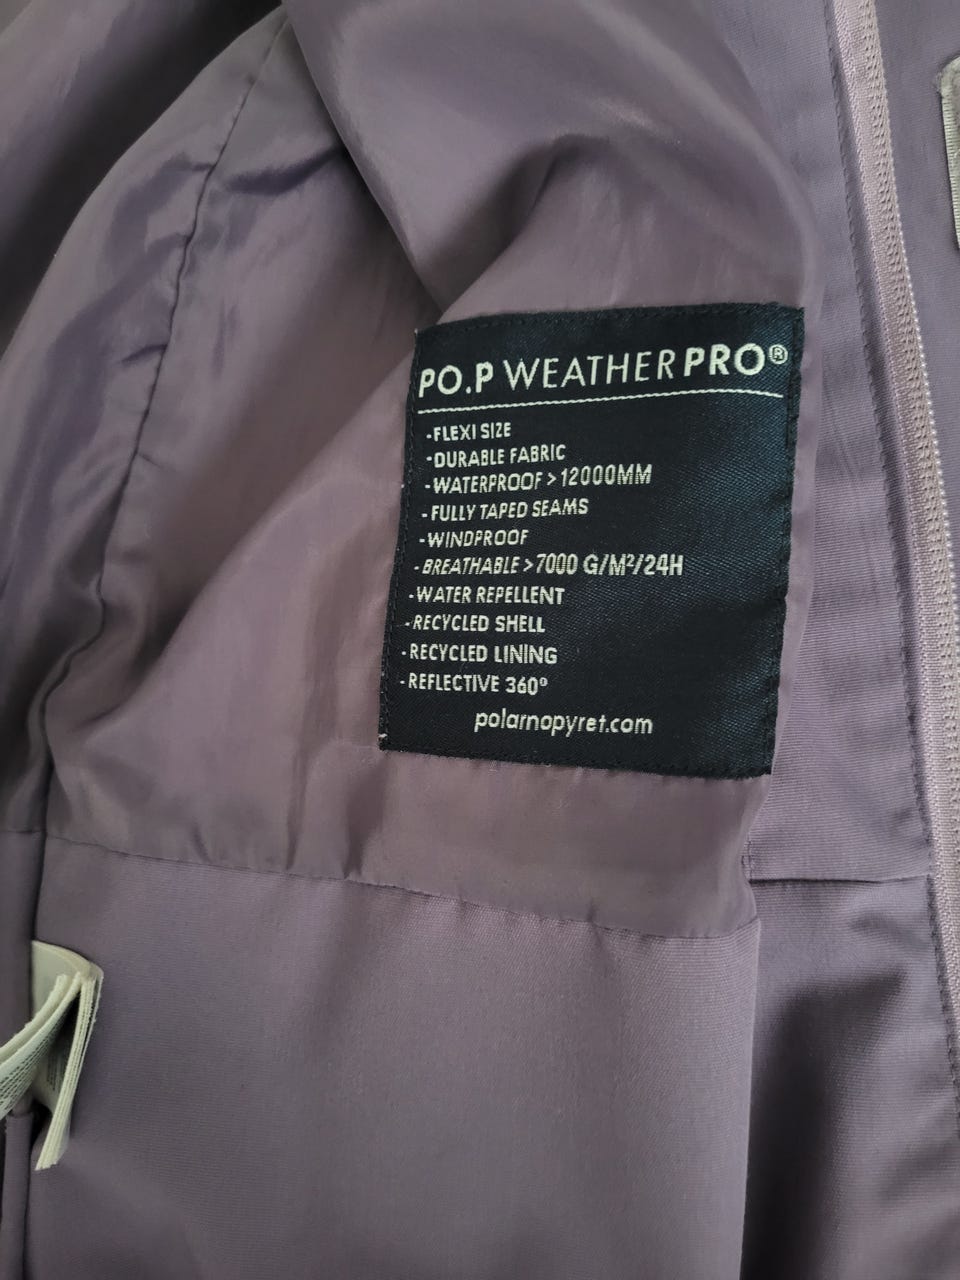 PO.P WEATHERPRO®
-FLEXI SIZE
-DURABLE FABRIC
-WATERPROOF >12000MM
-FULLY TAPED SEAMS
-WINDPROOF
-BREATHABLE >7000 G/M²/24H
-WATER REPELLENT
-RECYCLED SHELL
-RECYCLED LINING
-REFLECTIVE 360º
polarnopyret.com